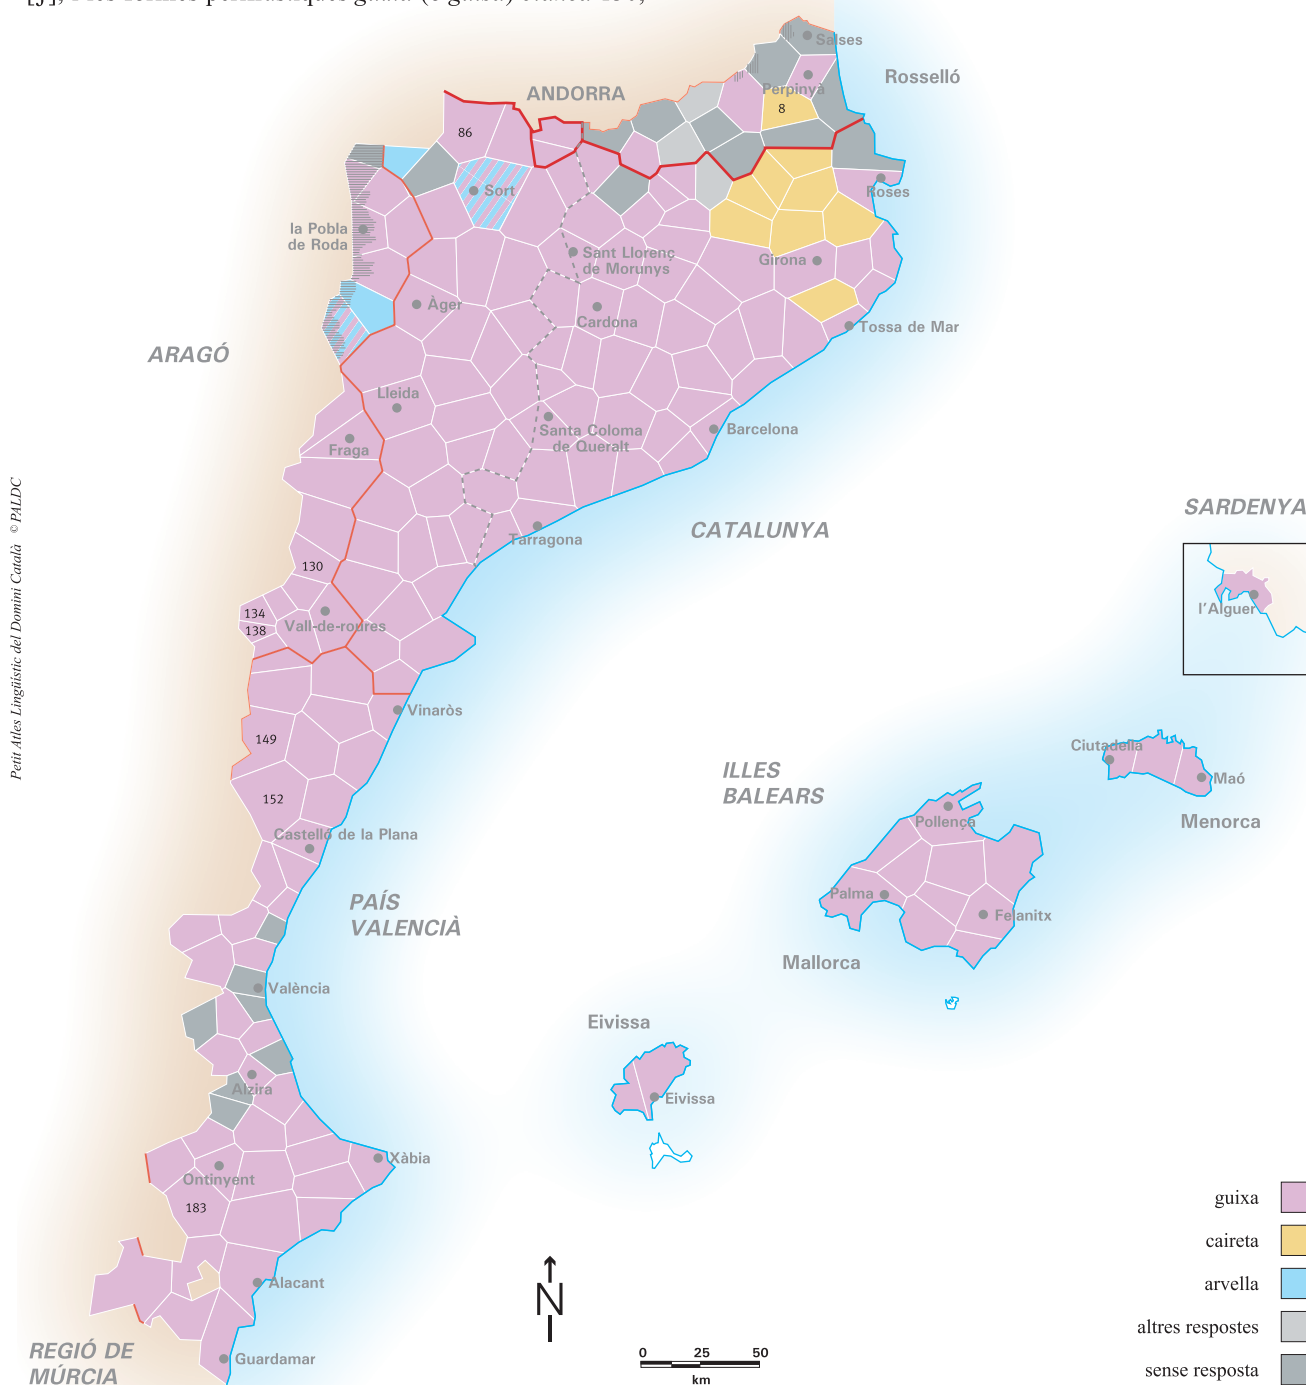 Salses
Rosselló
ANDORRA
Perpinyà
8
86
Sort
Roses
la Pobla
de Roda
Sant Llorenç
de Morunys
Girona
Àger
Cardona
Tossa de Mar
ARAGÓ
Lleida
Santa Coloma
de Queralt
Barcelona
Fraga
Petit Atles Lingüístic del Domini Català © PALDC
SARDENYA
CATALUNYA
Tarragona
130
l'Alguer
134
Vall-de-roures
138
Vinaròs
149
Ciutadella
ILLES
BALEARS
Maó
152
Pollença
Menorca
Castelló de la Plana
Palma
PAÍS
VALENCIÀ
Felanitx
Mallorca
València
Eivissa
Alzira
Eivissa
Xàbia
Ontinyent
183
guixa
caireta
Alacant
arvella
N
altres respostes
REGIÓ DE
MÚRCIA
Guardamar
0 25 50
km
sense resposta